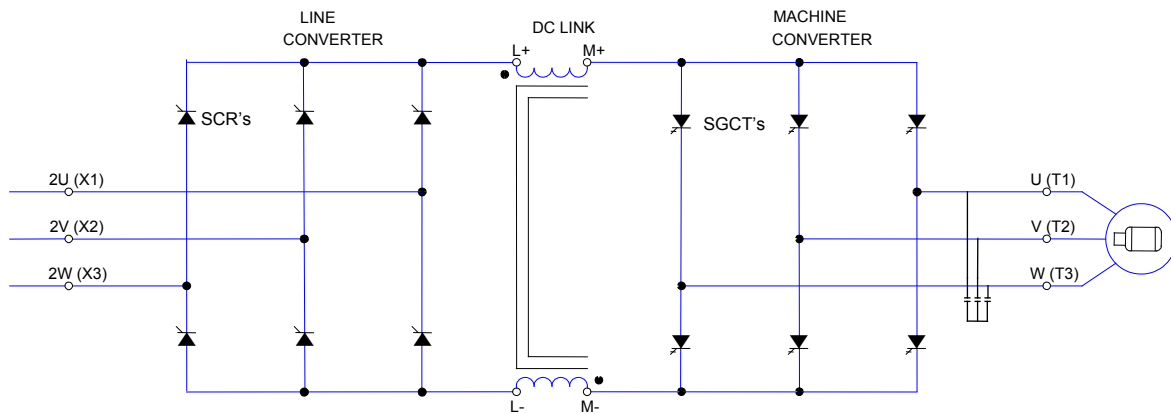 LINE
CONVERTER
DC LINK
MACHINE
CONVERTER
L+
M+
SCR's
SGCT's
2U (X1)
2V (X2)
2W (X3)
U (T1)
V (T2)
W (T3)
L-
M-